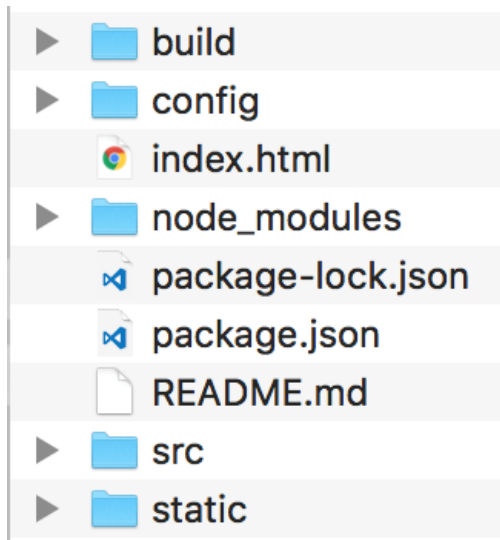 build
config
index.html
node_modules
package-lock.json
package.json
README.md
src
static